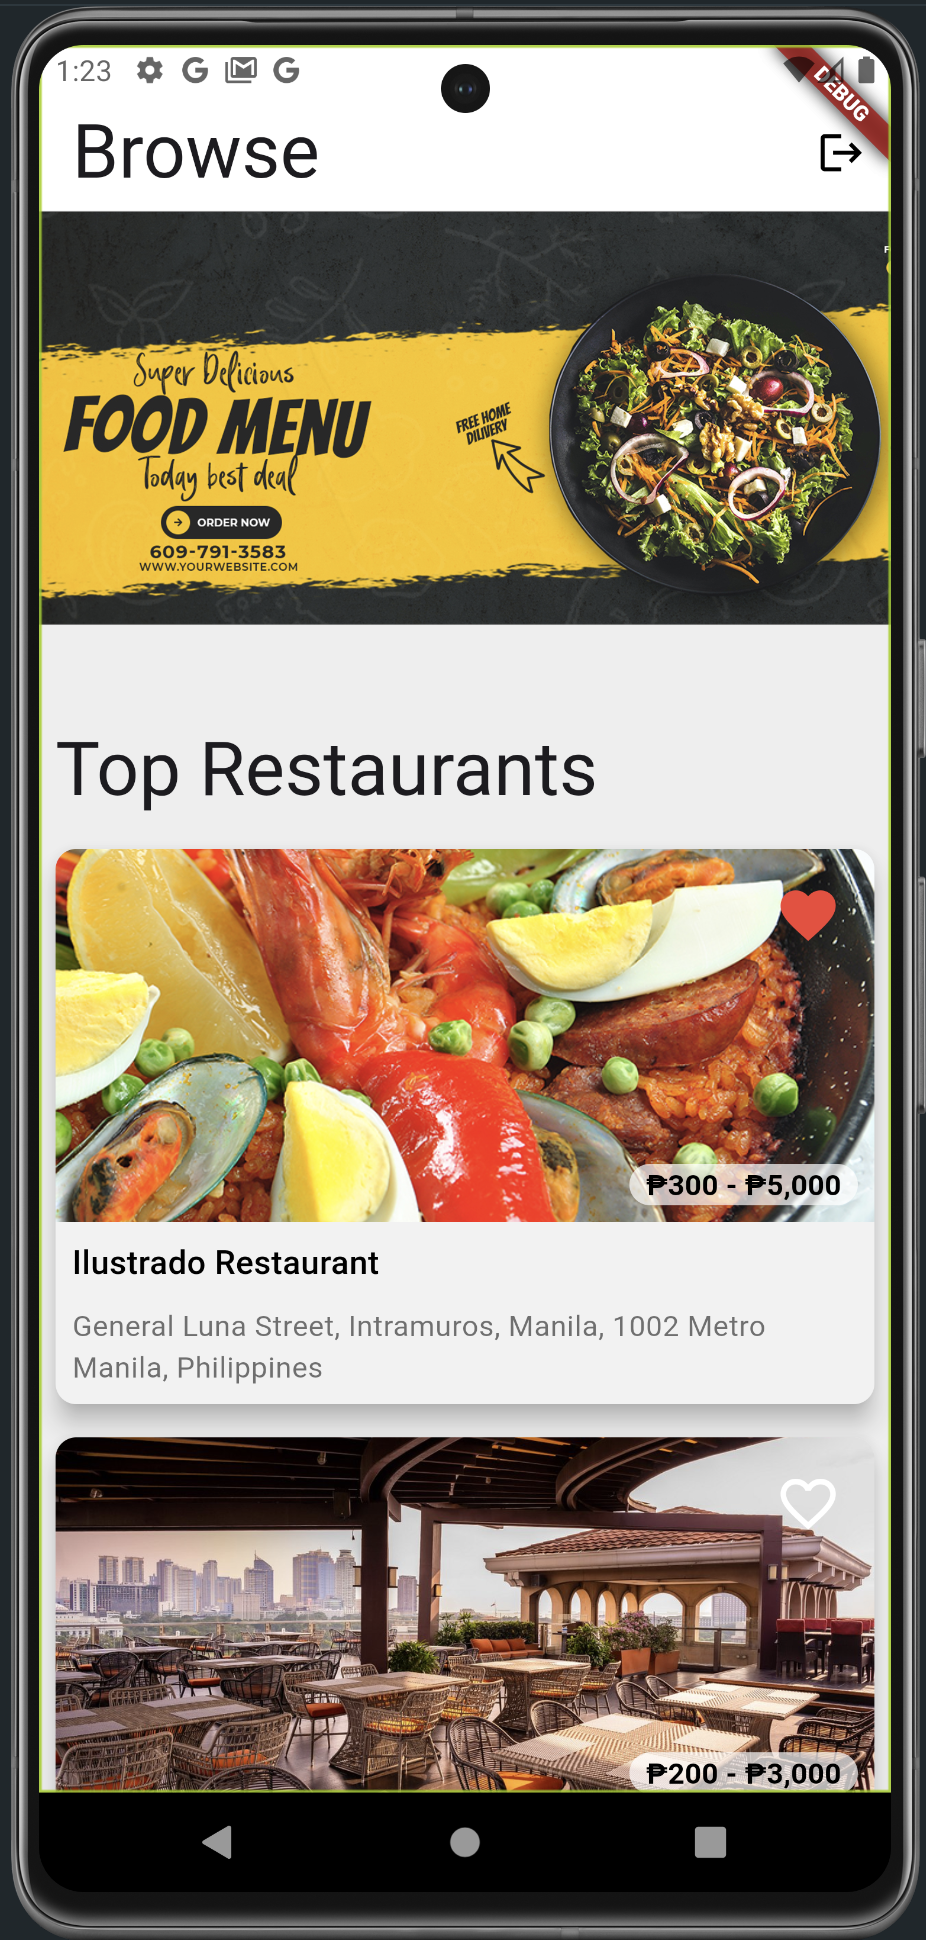 1:23
DEBUG
Browse
Super Delicious
FOOD MENU
Today best deal
ORDER NOW
609-791-3583
WWW.YOURWEBSITE.COM
FREE HOME
DILIVERY
Top Restaurants
₱300 - ₱5,000
Ilustrado Restaurant
General Luna Street, Intramuros, Manila, 1002 Metro
Manila, Philippines
₱200 - ₱3,000